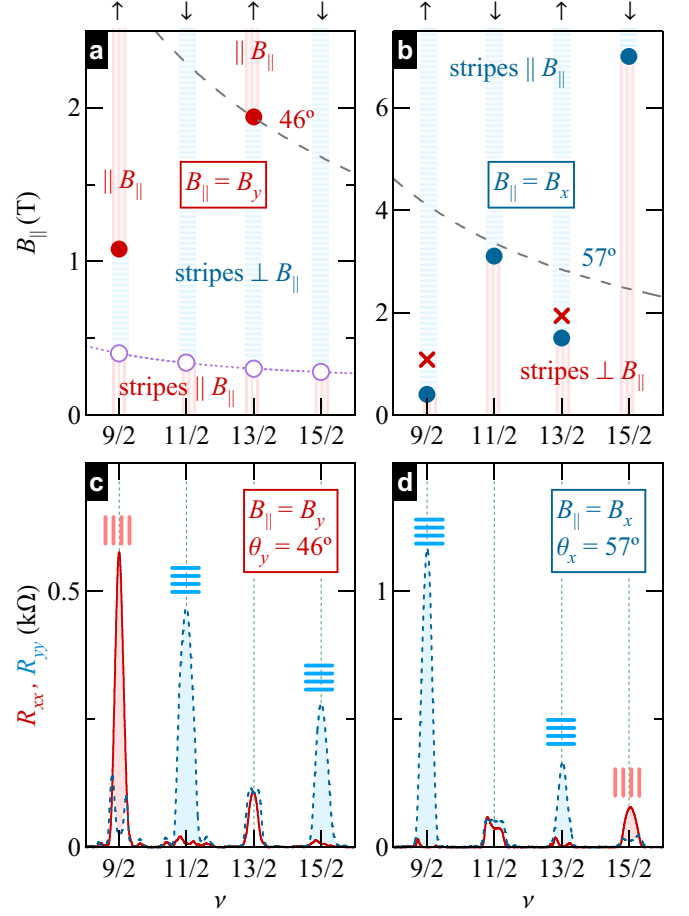 ↑ ↓ ↑ ↓ ↑ ↓ ↑ ↓
a
|| B||
46º
|| B||
B|| = By
stripes ⊥ B||
stripes || B||
B|| (T)
2
1
0
9/2 11/2 13/2 15/2
b
stripes || B||
B|| = Bx
57º
stripes ⊥ B||
6
4
2
0
9/2 11/2 13/2 15/2
c
B|| = By
θy = 46º
Rxx, Ryy (kΩ)
0.5
0
9/2 11/2 13/2 15/2
ν
d
B|| = Bx
θx = 57º
1
0
9/2 11/2 13/2 15/2
ν